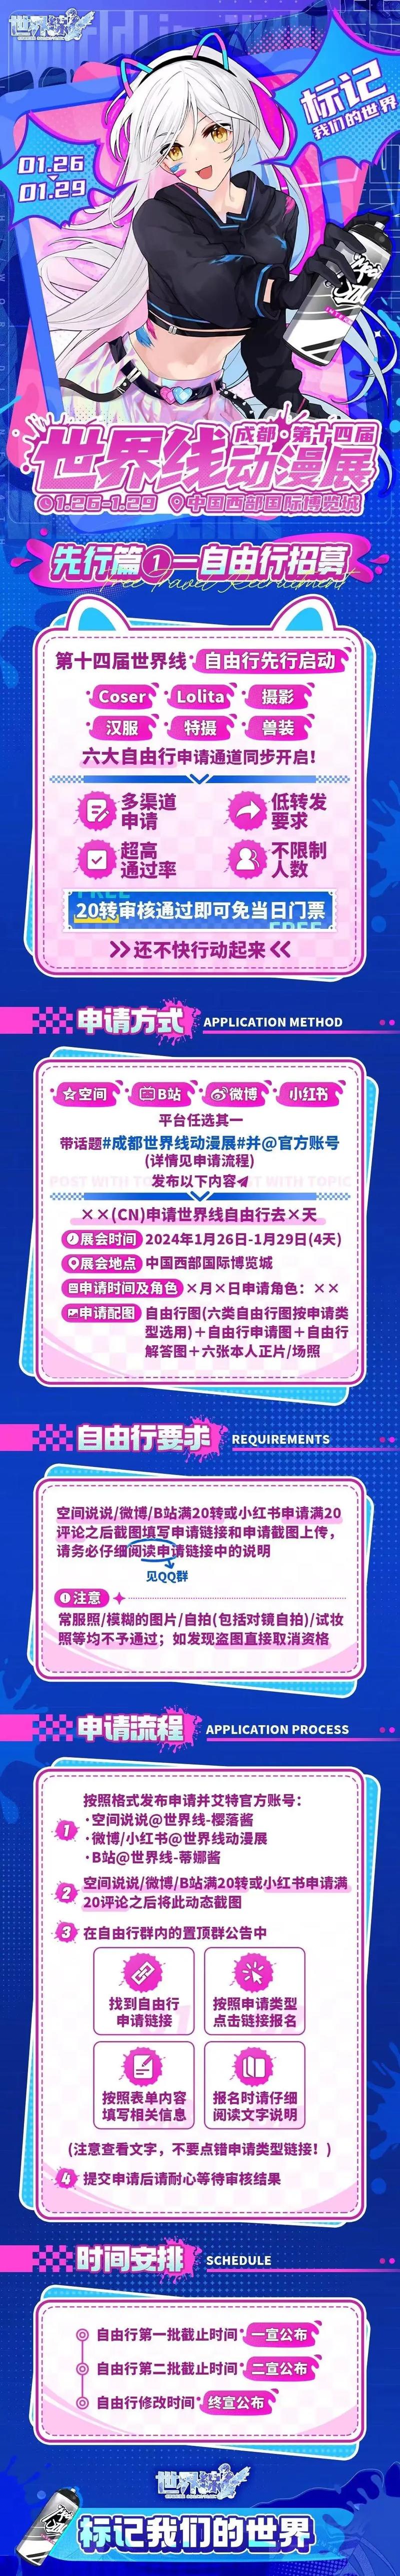 世界线
01.26
01.29
标记
我们的世界
成都·第十四届
世界线动漫展
1.26-1.29 中国西部国际博览城
先行篇①—自由行招募
Free Travel Recruitment
第十四届世界线 自由行先行启动
Coser Lolita 摄影
汉服 特摄 兽装
六大自由行申请通道同步开启!
多渠道
申请
低转发
要求
超高
通过率
不限制
人数
FREE
20转审核通过即可免当日门票
FREE
还不快行动起来
申请方式 APPLICATION METHOD
空间 B站 微博 小红书
平台任选其一
带话题#成都世界线动漫展#并@官方账号
(详情见申请流程)
发布以下内容
POST WITH TOPIC POST WITH TOPIC
××(CN)申请世界线自由行去×天
展会时间 2024年1月26日-1月29日(4天)
展会地点 中国西部国际博览城
申请时间及角色 ×月×日申请角色：××
申请配图 自由行图(六类自由行图按申请类
型选用)＋自由行申请图＋自由行
解答图＋六张本人正片/场照
自由行要求 REQUIREMENTS
空间说说/微博/B站满20转或小红书申请满20
评论之后截图填写申请链接和申请截图上传，
请务必仔细阅读申请链接中的说明
见QQ群
注意
常服照/模糊的图片/自拍(包括对镜自拍)/试妆
照等均不予通过；如发现盗图直接取消资格
申请流程 APPLICATION PROCESS
1 按照格式发布申请并艾特官方账号：
·空间说说@世界线-樱落酱
·微博/小红书@世界线动漫展
·B站@世界线-蒂娜酱
2 空间说说/微博/B站满20转或小红书申请满
20评论之后将此动态截图
3 在自由行群内的置顶群公告中
找到自由行
申请链接
按照申请类型
点击链接报名
按照表单内容
填写相关信息
报名时请仔细
阅读文字说明
(注意查看文字，不要点错申请类型链接！)
4 提交申请后请耐心等待审核结果
时间安排 SCHEDULE
自由行第一批截止时间 一宣公布
自由行第二批截止时间 二宣公布
自由行修改时间 终宣公布
世界线
标记我们的世界